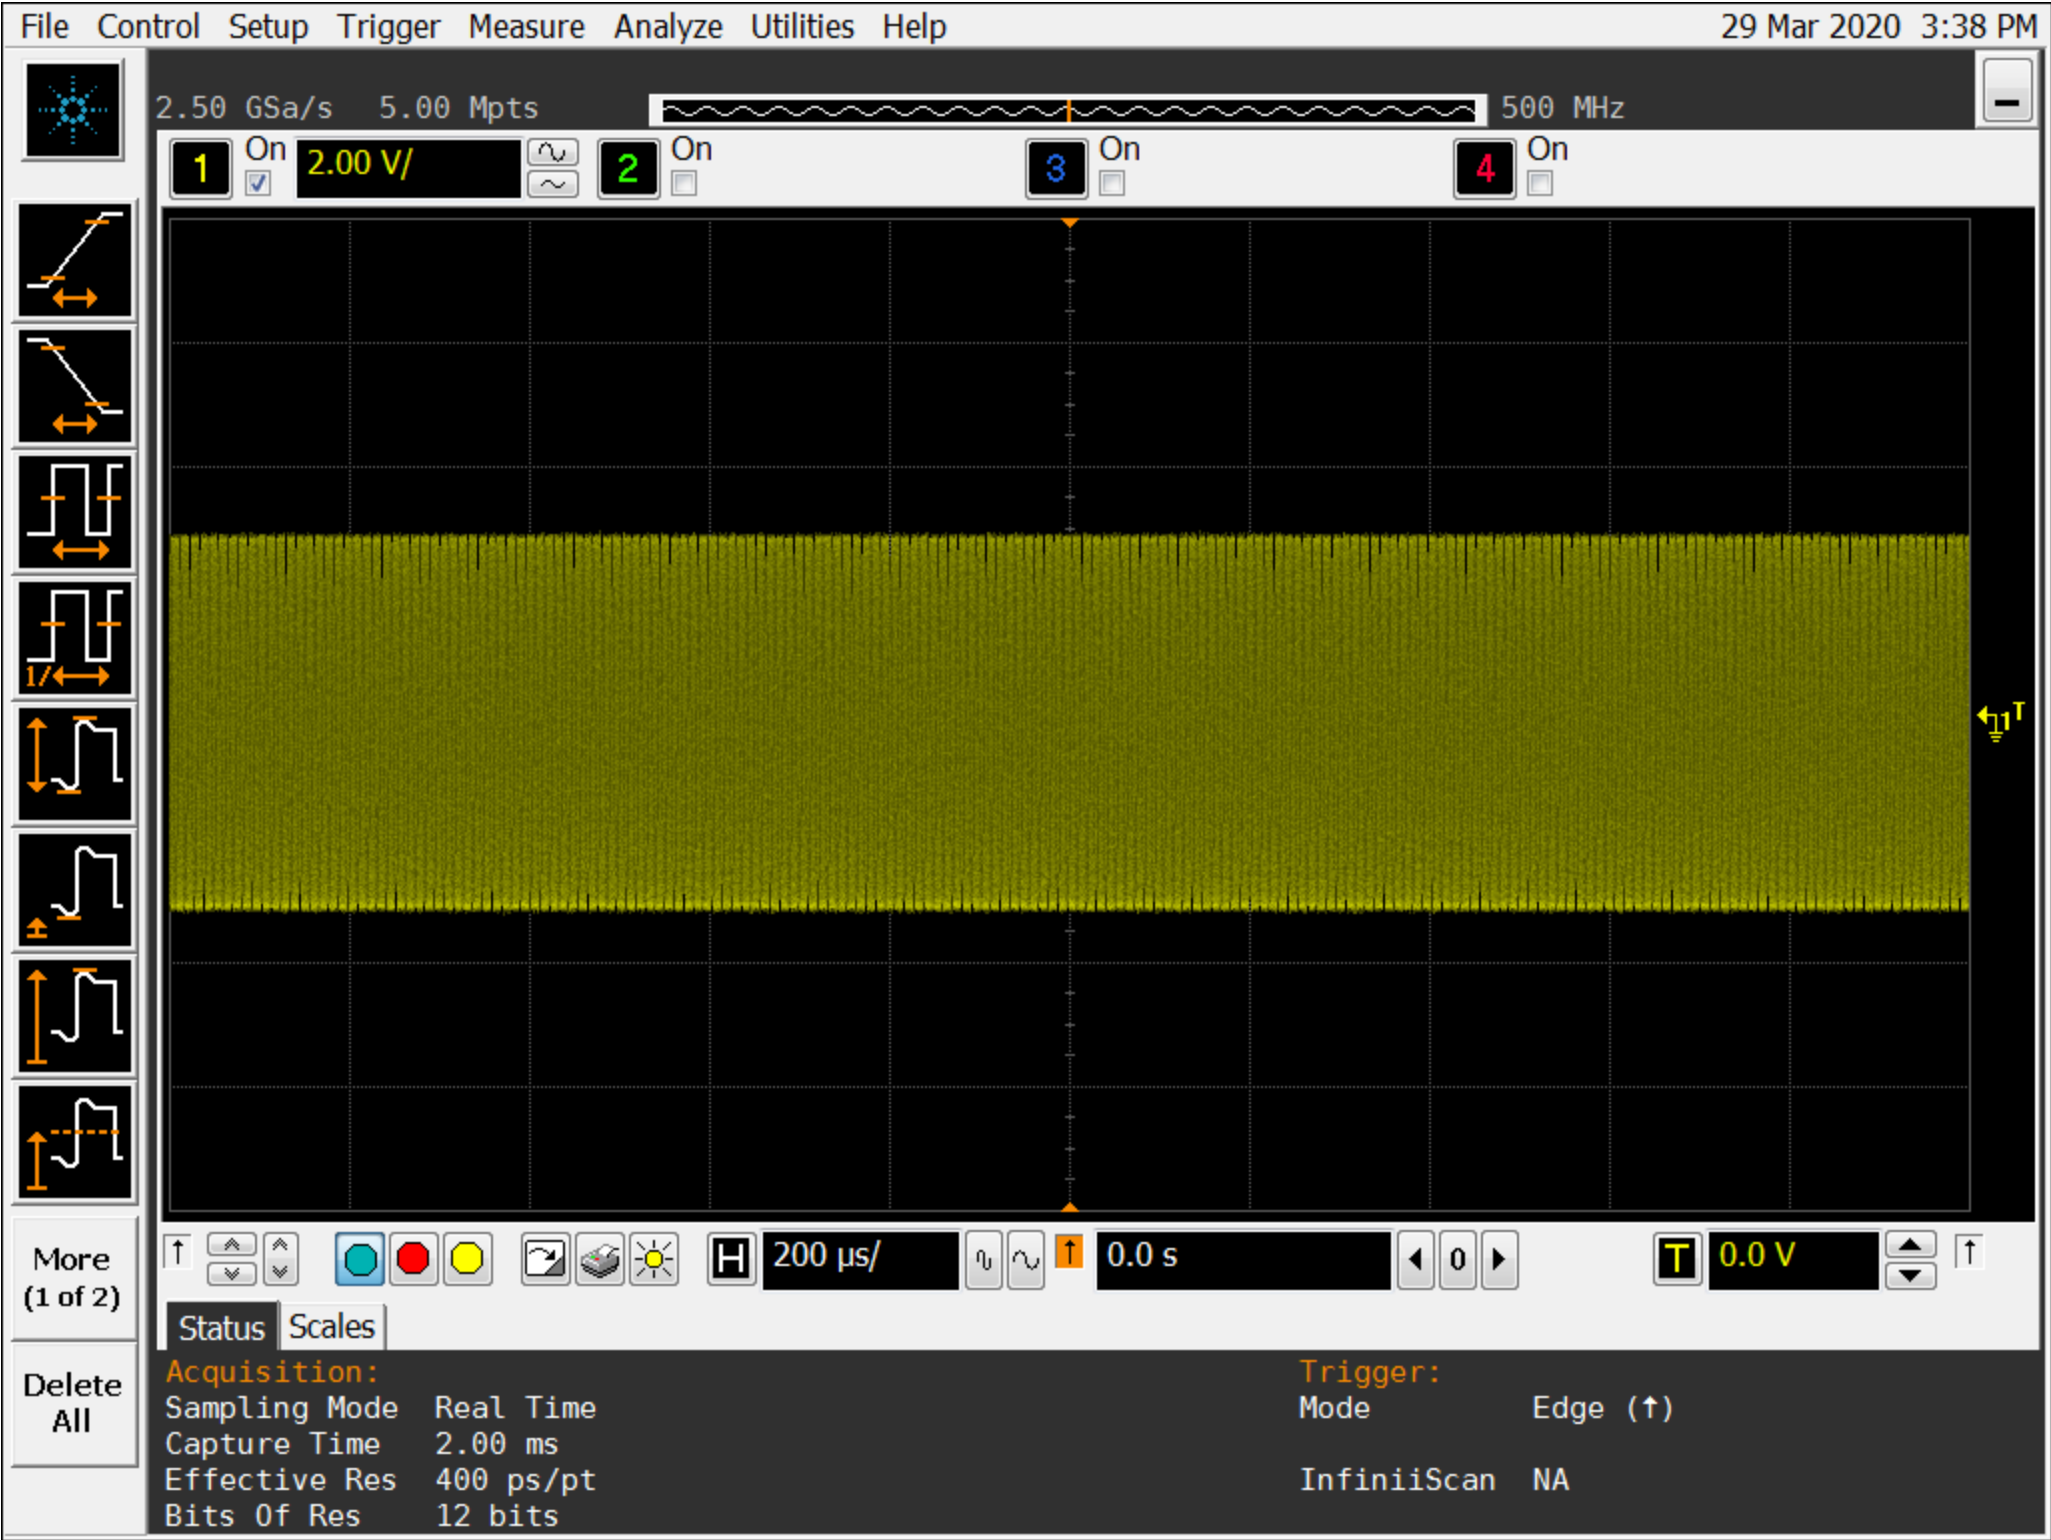 File Control Setup Trigger Measure Analyze Utilities Help 29 Mar 2020 3:38 PM
2.50 GSa/s 5.00 Mpts 500 MHz
1 On 2.00 V/ 2 On 3 On 4 On
1/
1 T
More
(1 of 2)
Delete
All
H 200 µs/ 0.0 s 0 T 0.0 V
Status Scales
Acquisition: Trigger:
Sampling Mode Real Time Mode Edge (↑)
Capture Time 2.00 ms
Effective Res 400 ps/pt InfiniiScan NA
Bits Of Res 12 bits